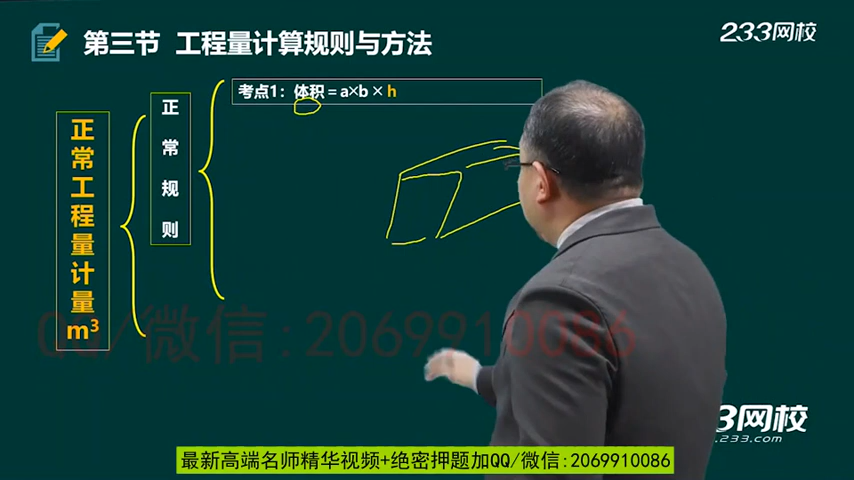 第三节 工程量计算规则与方法
233网校
考点1：体积＝a×b×h
正常工程量计量m³
正常规则
QQ/微信:2069910086
3网校
233.com
最新高端名师精华视频+绝密押题加QQ/微信:2069910086